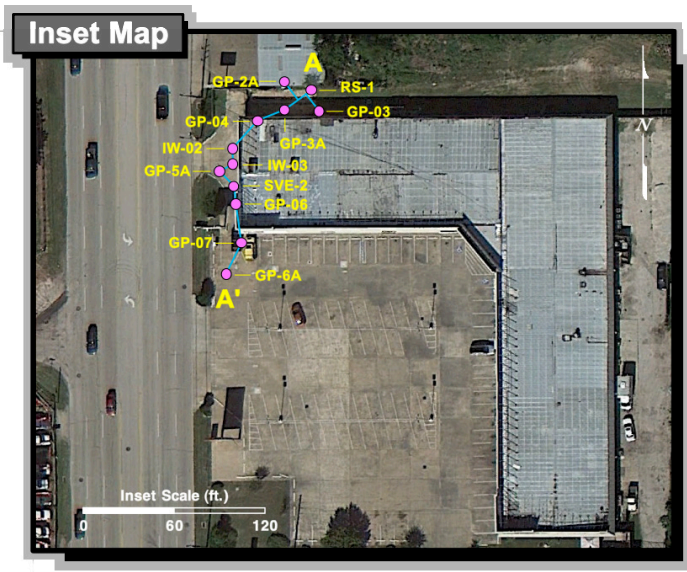 Inset Map
A
GP-2A
RS-1
GP-03
GP-04
GP-3A
N
IW-02
IW-03
GP-5A
SVE-2
GP-06
GP-07
GP-6A
A'
Inset Scale (ft.)
0 60 120